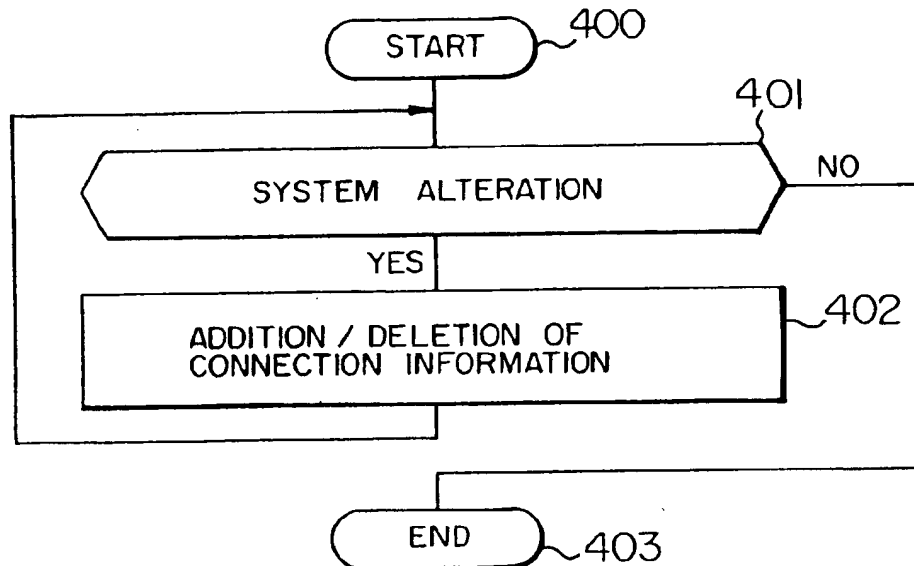 START
400
401
SYSTEM ALTERATION
NO
YES
ADDITION / DELETION OF
CONNECTION INFORMATION
402
END
403